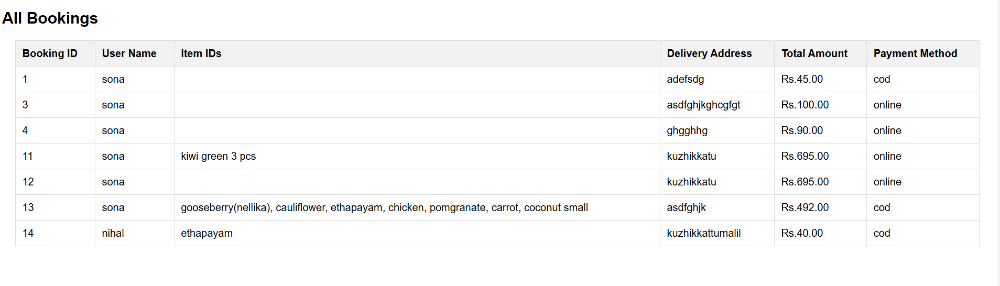 All Bookings
Booking ID User Name Item IDs Delivery Address Total Amount Payment Method
1 sona adefsdg Rs.45.00 cod
3 sona asdfghjkghcgfgt Rs.100.00 online
4 sona ghgghhg Rs.90.00 online
11 sona kiwi green 3 pcs kuzhikkatu Rs.695.00 online
12 sona kuzhikkatu Rs.695.00 online
13 sona gooseberry(nellika), cauliflower, ethapayam, chicken, pomgranate, carrot, coconut small asdfghjk Rs.492.00 cod
14 nihal ethapayam kuzhikkattumalil Rs.40.00 cod